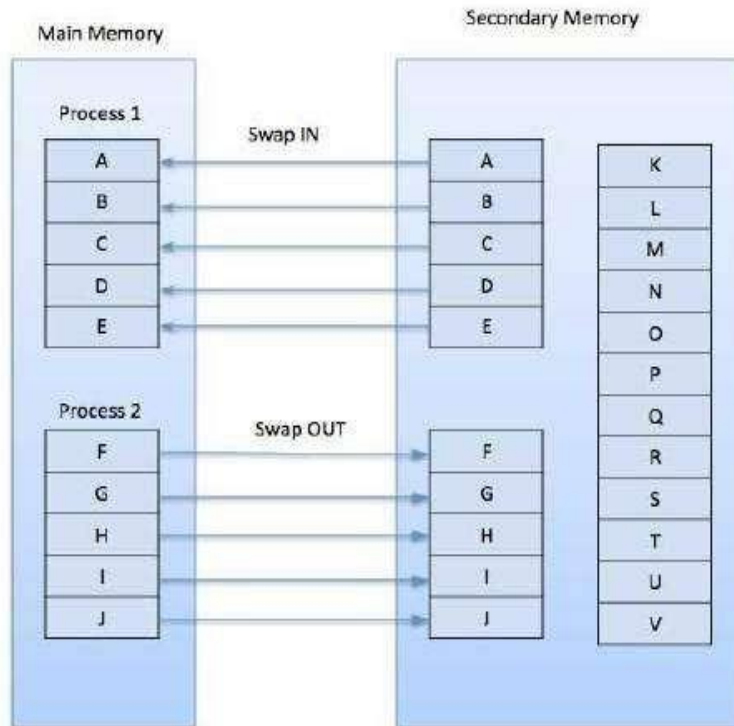 Main Memory
Secondary Memory
Process 1
Swap IN
A
B
C
D
E
A
B
C
D
E
Process 2
Swap OUT
F
G
H
I
J
F
G
H
I
J
K
L
M
N
O
P
Q
R
S
T
U
V